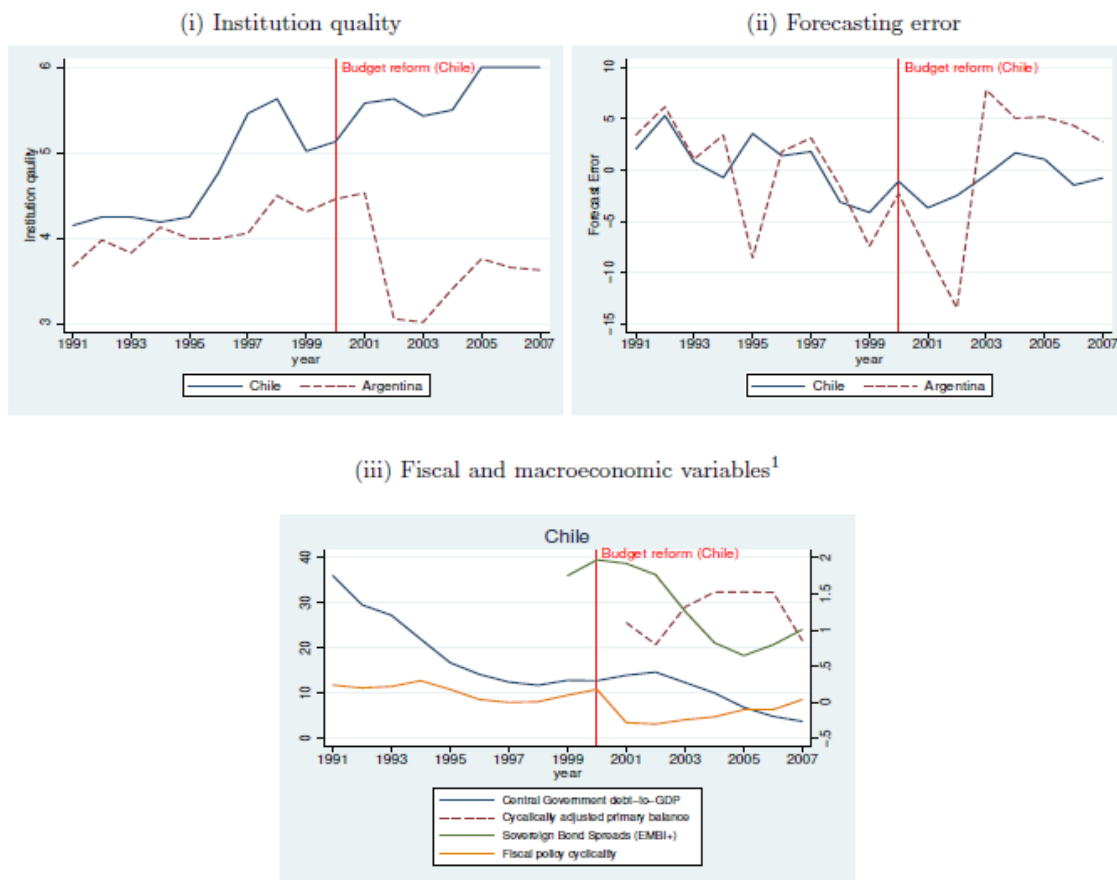 (i) Institution quality
6
5
4
3
Institution quality
Budget reform (Chile)
1991 1993 1995 1997 1999 2001 2003 2005 2007
year
Chile Argentina
(ii) Forecasting error
10
5
0
−5
−10
−15
Forecast Error
Budget reform (Chile)
1991 1993 1995 1997 1999 2001 2003 2005 2007
year
Chile Argentina
(iii) Fiscal and macroeconomic variables¹
Chile
40
30
20
10
0
Budget reform (Chile)
2
1.5
1
.5
0
−.5
1991 1993 1995 1997 1999 2001 2003 2005 2007
year
Central Government debt−to−GDP
Cycalically adjusted primary balance
Sovereign Bond Spreads (EMBI+)
Fiscal policy cyclicality